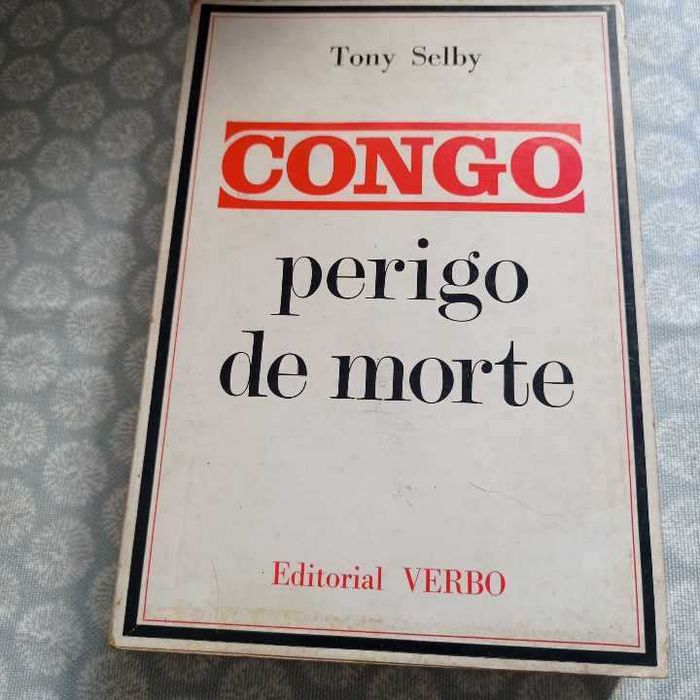 Tony Selby
CONGO
perigo
de morte
Editorial VERBO